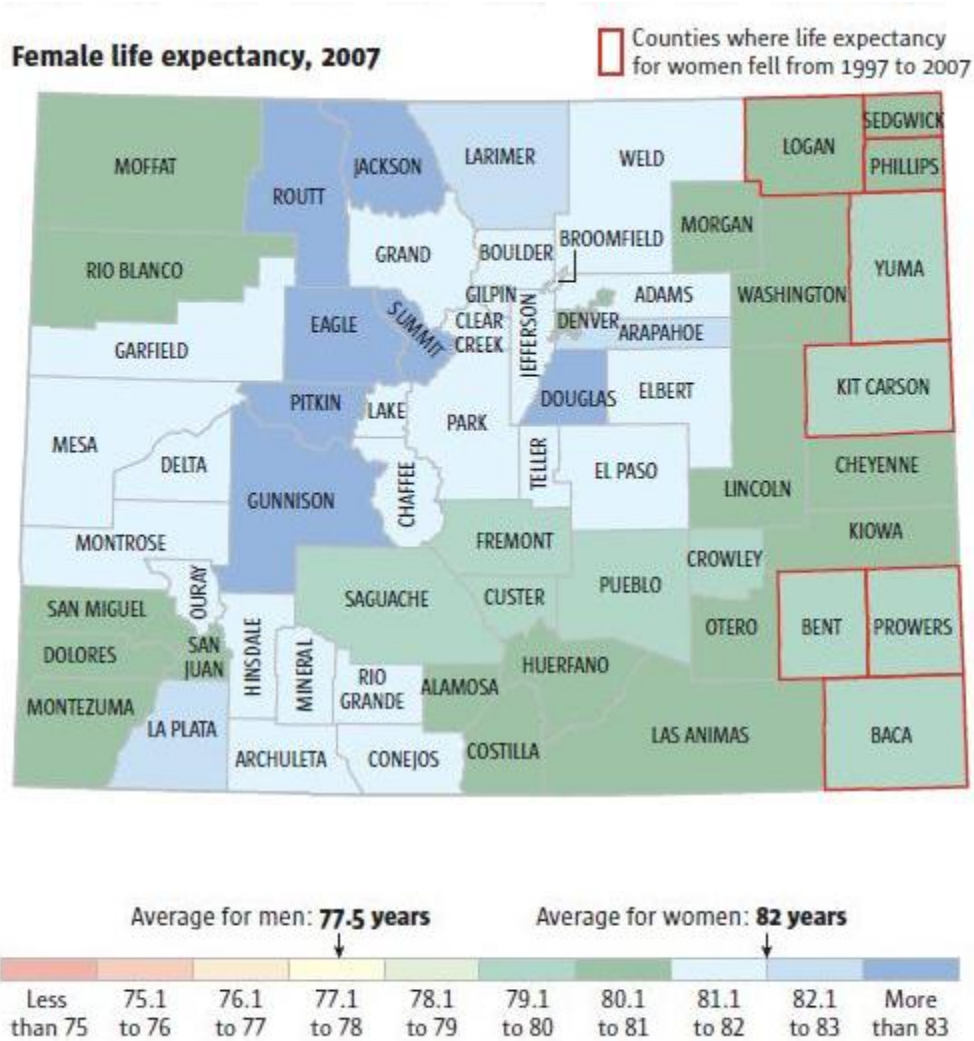 Female life expectancy, 2007
Counties where life expectancy
for women fell from 1997 to 2007
MOFFAT
ROUTT
JACKSON
LARIMER
WELD
LOGAN
SEDGWICK
PHILLIPS
RIO BLANCO
GRAND
BOULDER
BROOMFIELD
MORGAN
YUMA
GARFIELD
EAGLE
SUMMIT
GILPIN
CLEAR
CREEK
JEFFERSON
DENVER
ADAMS
ARAPAHOE
WASHINGTON
MESA
PITKIN
LAKE
PARK
DOUGLAS
ELBERT
KIT CARSON
DELTA
GUNNISON
CHAFFEE
TELLER
EL PASO
LINCOLN
CHEYENNE
MONTROSE
FREMONT
CROWLEY
KIOWA
OURAY
SAN MIGUEL
SAGUACHE
CUSTER
PUEBLO
OTERO
BENT
PROWERS
DOLORES
SAN
JUAN
HINSDALE
MINERAL
RIO
GRANDE
ALAMOSA
HUERFANO
MONTEZUMA
LA PLATA
ARCHULETA
CONEJOS
COSTILLA
LAS ANIMAS
BACA
Average for men: 77.5 years
Average for women: 82 years
Less
than 75
75.1
to 76
76.1
to 77
77.1
to 78
78.1
to 79
79.1
to 80
80.1
to 81
81.1
to 82
82.1
to 83
More
than 83